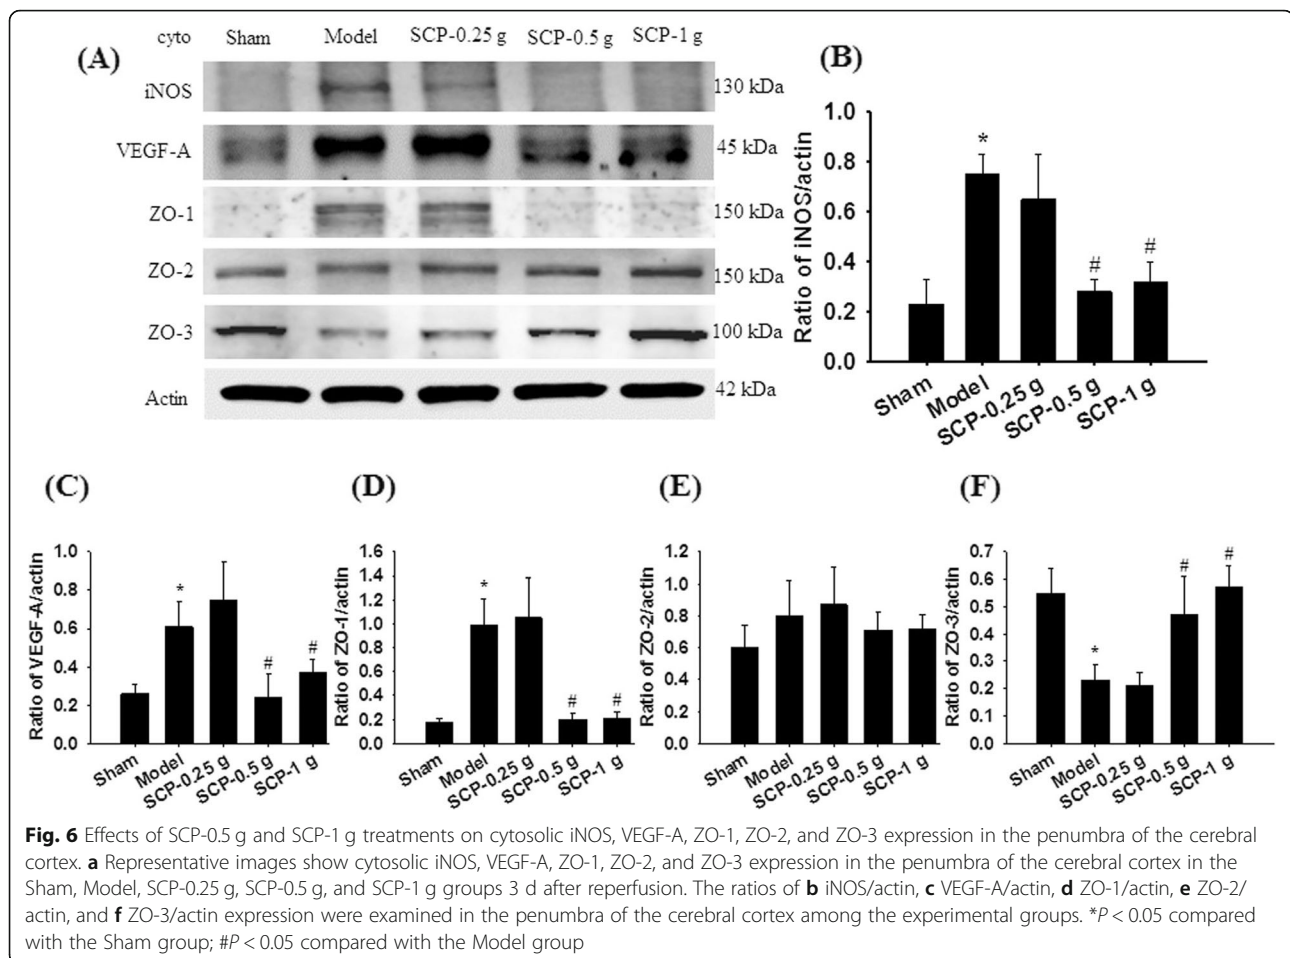 cyto Sham Model SCP-0.25 g SCP-0.5 g SCP-1 g
(A)
iNOS 130 kDa
VEGF-A 45 kDa
ZO-1 150 kDa
ZO-2 150 kDa
ZO-3 100 kDa
Actin 42 kDa
(B)
Ratio of iNOS/actin
1.0
0.8
0.6
0.4
0.2
0.0
*
#
#
Sham Model SCP-0.25 g SCP-0.5 g SCP-1 g
(C)
Ratio of VEGF-A/actin
1.0
0.8
0.6
0.4
0.2
0.0
*
#
#
Sham Model SCP-0.25 g SCP-0.5 g SCP-1 g
(D)
Ratio of ZO-1/actin
1.6
1.4
1.2
1.0
0.8
0.6
0.4
0.2
0.0
*
#
#
Sham Model SCP-0.25 g SCP-0.5 g SCP-1 g
(E)
Ratio of ZO-2/actin
1.2
1.0
0.8
0.6
0.4
0.2
0.0
Sham Model SCP-0.25 g SCP-0.5 g SCP-1 g
(F)
Ratio of ZO-3/actin
0.7
0.6
0.5
0.4
0.3
0.2
0.1
0.0
*
#
#
Sham Model SCP-0.25 g SCP-0.5 g SCP-1 g
Fig. 6 Effects of SCP-0.5 g and SCP-1 g treatments on cytosolic iNOS, VEGF-A, ZO-1, ZO-2, and ZO-3 expression in the penumbra of the cerebral
cortex. a Representative images show cytosolic iNOS, VEGF-A, ZO-1, ZO-2, and ZO-3 expression in the penumbra of the cerebral cortex in the
Sham, Model, SCP-0.25 g, SCP-0.5 g, and SCP-1 g groups 3 d after reperfusion. The ratios of b iNOS/actin, c VEGF-A/actin, d ZO-1/actin, e ZO-2/
actin, and f ZO-3/actin expression were examined in the penumbra of the cerebral cortex among the experimental groups. *P < 0.05 compared
with the Sham group; #P < 0.05 compared with the Model group